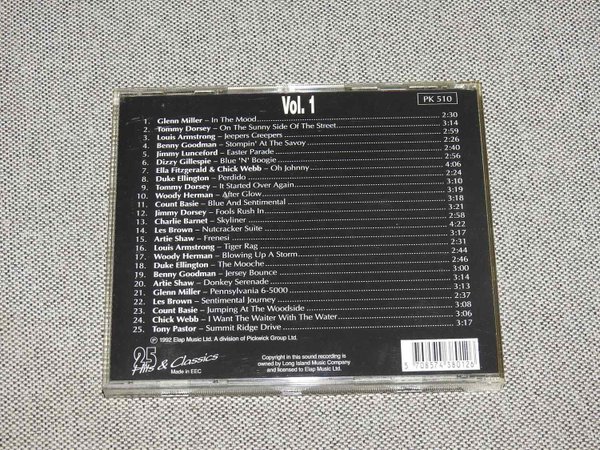 Vol. 1
PK 510
1. Glenn Miller – In The Mood 2:30
2. Tommy Dorsey – On The Sunny Side Of The Street 3:14
3. Louis Armstrong – Jeepers Creepers 2:59
4. Benny Goodman – Stompin' At The Savoy 2:26
5. Jimmy Lunceford – Easter Parade 2:40
6. Dizzy Gillespie – Blue 'N' Boogie 2:56
7. Ella Fitzgerald & Chick Webb – Oh Johnny 4:06
8. Duke Ellington – Perdido 2:24
9. Tommy Dorsey – It Started Over Again 3:10
10. Woody Herman – After Glow 3:19
11. Count Basie – Blue And Sentimental 3:18
12. Jimmy Dorsey – Fools Rush In 3:21
13. Charlie Barnet – Skyliner 2:58
14. Les Brown – Nutcracker Suite 4:22
15. Artie Shaw – Frenesi 3:17
16. Louis Armstrong – Tiger Rag 2:31
17. Woody Herman – Blowing Up A Storm 2:44
18. Duke Ellington – The Mooche 2:46
19. Benny Goodman – Jersey Bounce 3:00
20. Artie Shaw – Donkey Serenade 3:14
21. Glenn Miller – Pennsylvania 6-5000 3:13
22. Les Brown – Sentimental Journey 3:37
23. Count Basie – Jumping At The Woodside 3:08
24. Chick Webb – I Want The Waiter With The Water 3:06
25. Tony Pastor – Summit Ridge Drive 3:17
℗ 1992 Elap Music Ltd. A division of Pickwick Group Ltd.
25
Hits & Classics
Made in EEC
Copyright in this sound recording is
owned by Long Island Music Company
and licensed to Elap Music Ltd.
5 708574 380126